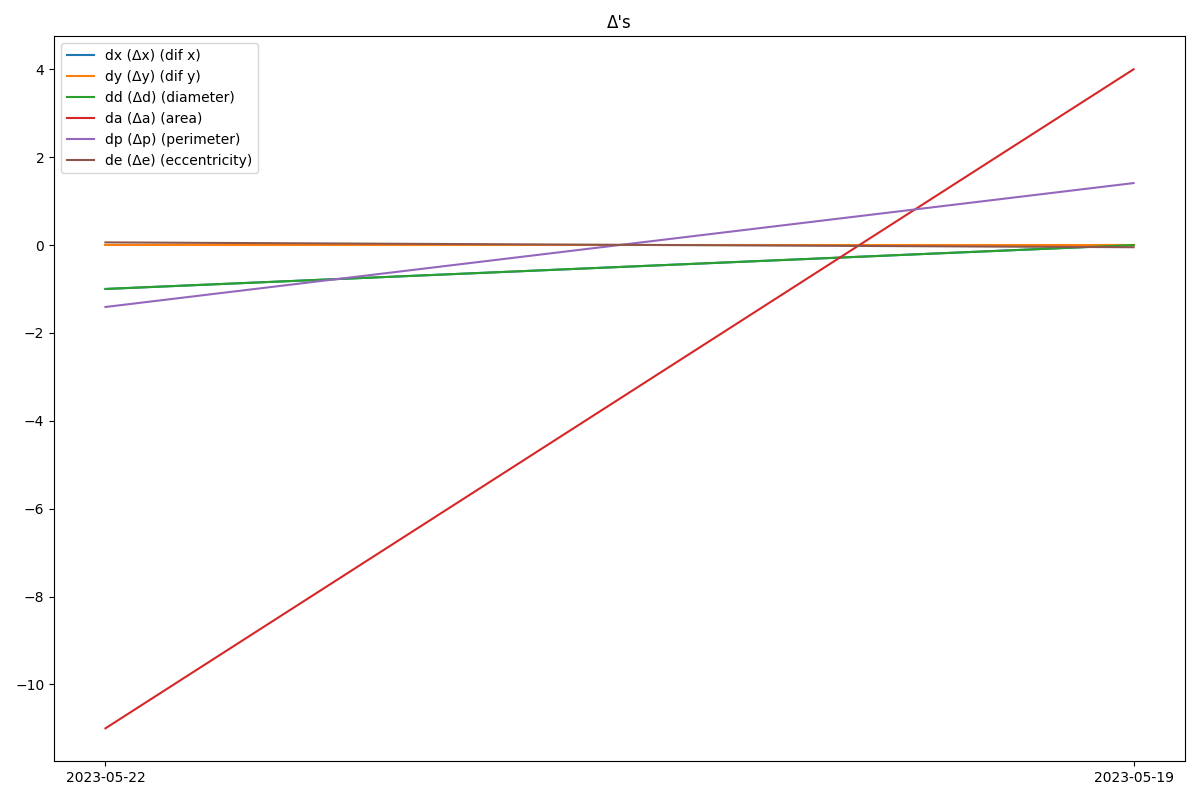 Δ's
dx (Δx) (dif x)
dy (Δy) (dif y)
dd (Δd) (diameter)
da (Δa) (area)
dp (Δp) (perimeter)
de (Δe) (eccentricity)
4
2
0
−2
−4
−6
−8
−10
2023-05-22
2023-05-19